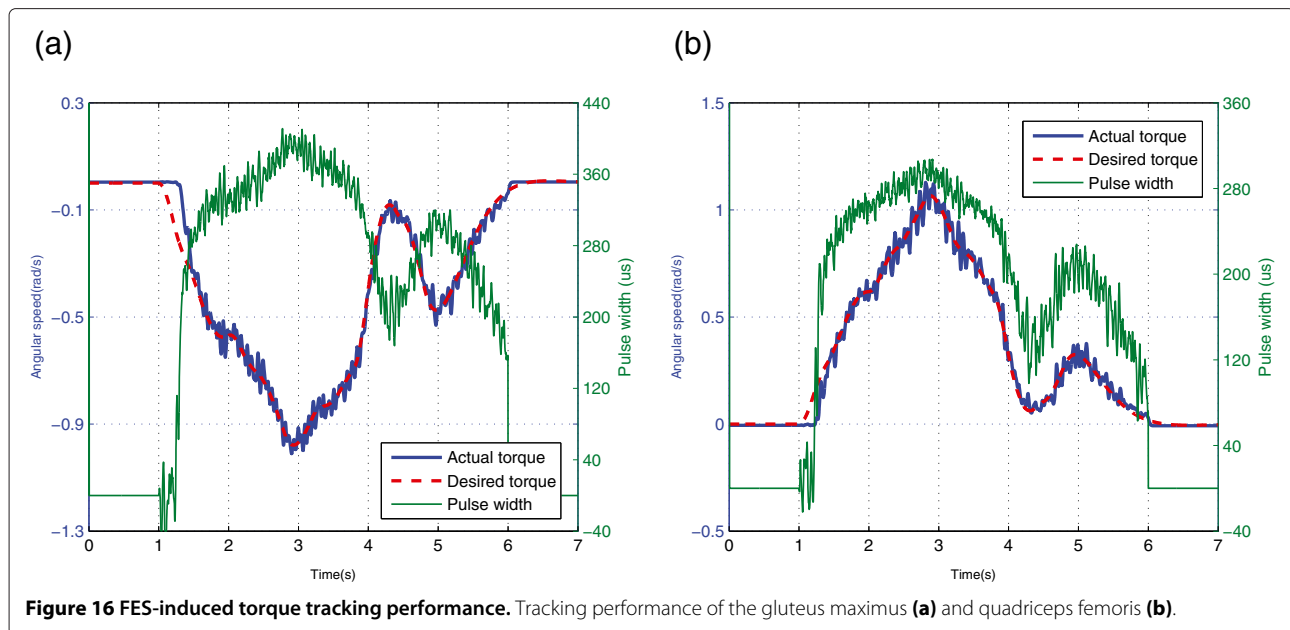 (a)
(b)
0.3
-0.1
-0.5
-0.9
-1.3
Angular speed(rad/s)
440
360
280
200
120
40
-40
Pulse width (us)
Actual torque
Desired torque
Pulse width
0 1 2 3 4 5 6 7
Time(s)
1.5
1
0.5
0
-0.5
Angular speed(rad/s)
360
280
200
120
40
-40
Pulse width (us)
Actual torque
Desired torque
Pulse width
0 1 2 3 4 5 6 7
Time(s)
Figure 16 FES-induced torque tracking performance. Tracking performance of the gluteus maximus (a) and quadriceps femoris (b).